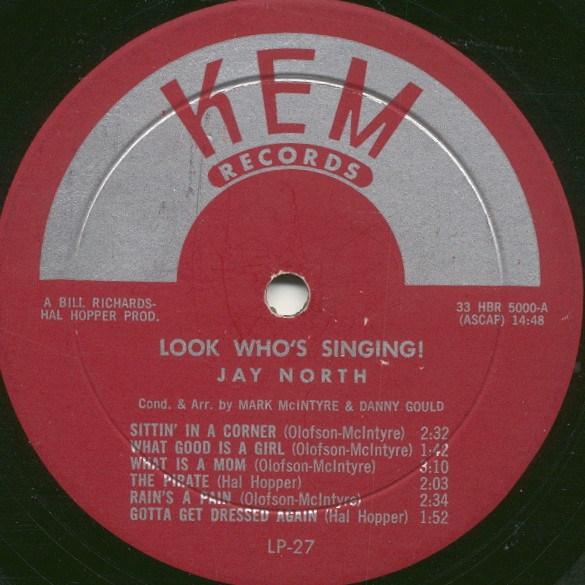 KEM
RECORDS
A BILL RICHARDS-
HAL HOPPER PROD.
33 HBR 5000-A
(ASCAP) 14:48
LOOK WHO'S SINGING!
JAY NORTH
Cond. & Arr. by MARK McINTYRE & DANNY GOULD
SITTIN' IN A CORNER (Olofson-McIntyre) 2:32
WHAT GOOD IS A GIRL (Olofson-McIntyre) 1:42
WHAT IS A MOM (Olofson-McIntyre) 3:10
THE PIRATE (Hal Hopper) 2:03
RAIN'S A PAIN (Olofson-McIntyre) 2:34
GOTTA GET DRESSED AGAIN (Hal Hopper) 1:52
LP-27